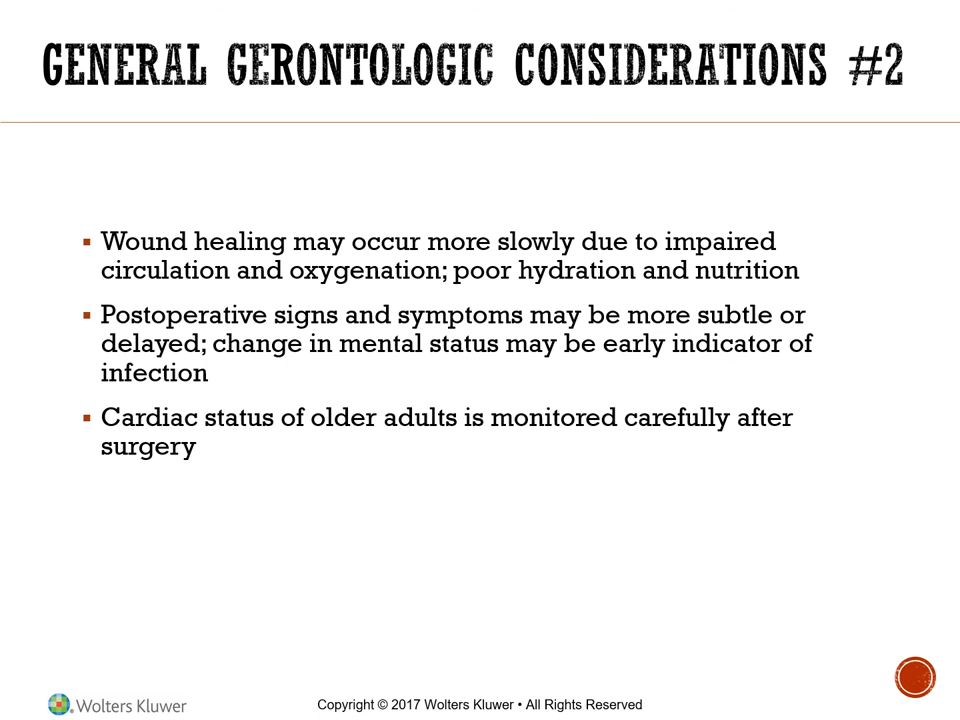 GENERAL GERONTOLOGIC CONSIDERATIONS #2
▪ Wound healing may occur more slowly due to impaired
circulation and oxygenation; poor hydration and nutrition
▪ Postoperative signs and symptoms may be more subtle or
delayed; change in mental status may be early indicator of
infection
▪ Cardiac status of older adults is monitored carefully after
surgery
Wolters Kluwer
Copyright © 2017 Wolters Kluwer • All Rights Reserved